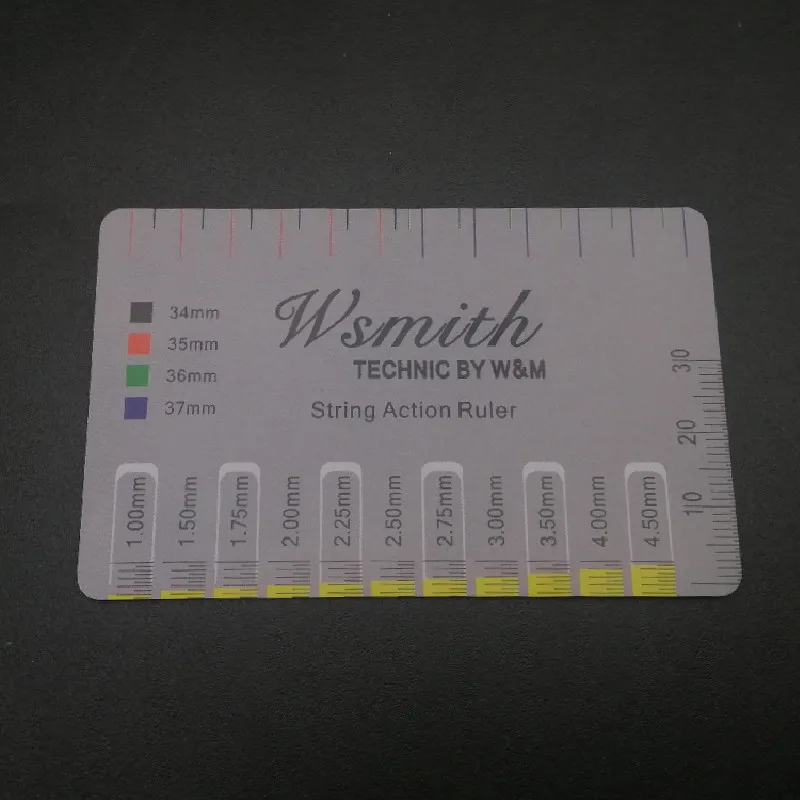 34mm
35mm
36mm
37mm
Wsmith
TECHNIC BY W&M
String Action Ruler
30
20
10
1.00mm
1.50mm
1.75mm
2.00mm
2.25mm
2.50mm
2.75mm
3.00mm
3.50mm
4.00mm
4.50mm